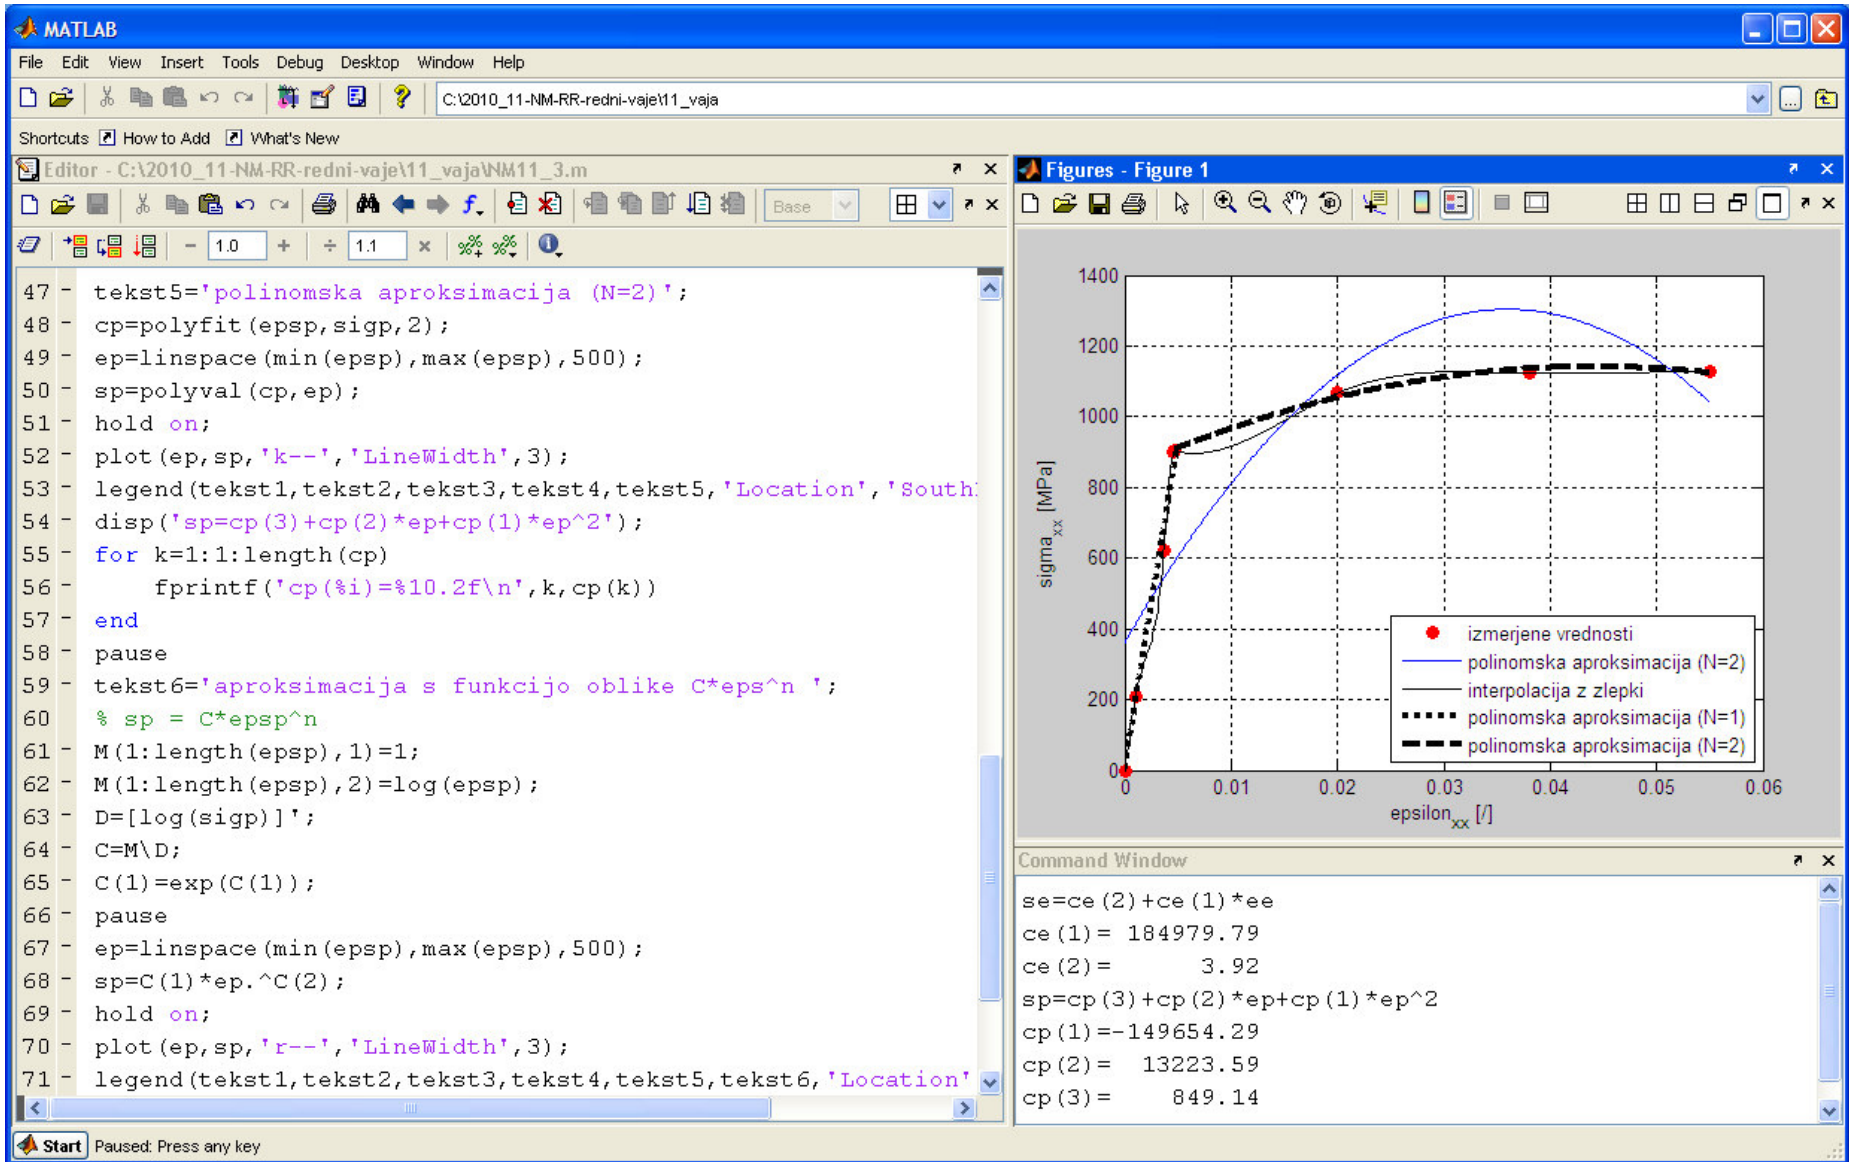 MATLAB
File Edit View Insert Tools Debug Desktop Window Help
C:\2010_11-NM-RR-redni-vaje\11_vaja
Shortcuts How to Add What's New
Editor - C:\2010_11-NM-RR-redni-vaje\11_vaja\NM11_3.m
Base
- 1.0 + ÷ 1.1 ×
47 - tekst5='polinomska aproksimacija (N=2)';
48 - cp=polyfit(epsp,sigp,2);
49 - ep=linspace(min(epsp),max(epsp),500);
50 - sp=polyval(cp,ep);
51 - hold on;
52 - plot(ep,sp,'k--','LineWidth',3);
53 - legend(tekst1,tekst2,tekst3,tekst4,tekst5,'Location','South
54 - disp('sp=cp(3)+cp(2)*ep+cp(1)*ep^2');
55 - for k=1:1:length(cp)
56 - fprintf('cp(%i)=%10.2f\n',k,cp(k))
57 - end
58 - pause
59 - tekst6='aproksimacija s funkcijo oblike C*eps^n ';
60 % sp = C*epsp^n
61 - M(1:length(epsp),1)=1;
62 - M(1:length(epsp),2)=log(epsp);
63 - D=[log(sigp)]';
64 - C=M\D;
65 - C(1)=exp(C(1));
66 - pause
67 - ep=linspace(min(epsp),max(epsp),500);
68 - sp=C(1)*ep.^C(2);
69 - hold on;
70 - plot(ep,sp,'r--','LineWidth',3);
71 - legend(tekst1,tekst2,tekst3,tekst4,tekst5,tekst6,'Location'
Figures - Figure 1
1400
1200
1000
800
600
400
200
0
sigma_xx [MPa]
0 0.01 0.02 0.03 0.04 0.05 0.06
epsilon_xx [/]
izmerjene vrednosti
polinomska aproksimacija (N=2)
interpolacija z zlepki
polinomska aproksimacija (N=1)
polinomska aproksimacija (N=2)
Command Window
se=ce(2)+ce(1)*ee
ce(1)= 184979.79
ce(2)= 3.92
sp=cp(3)+cp(2)*ep+cp(1)*ep^2
cp(1)=-149654.29
cp(2)= 13223.59
cp(3)= 849.14
Start Paused: Press any key